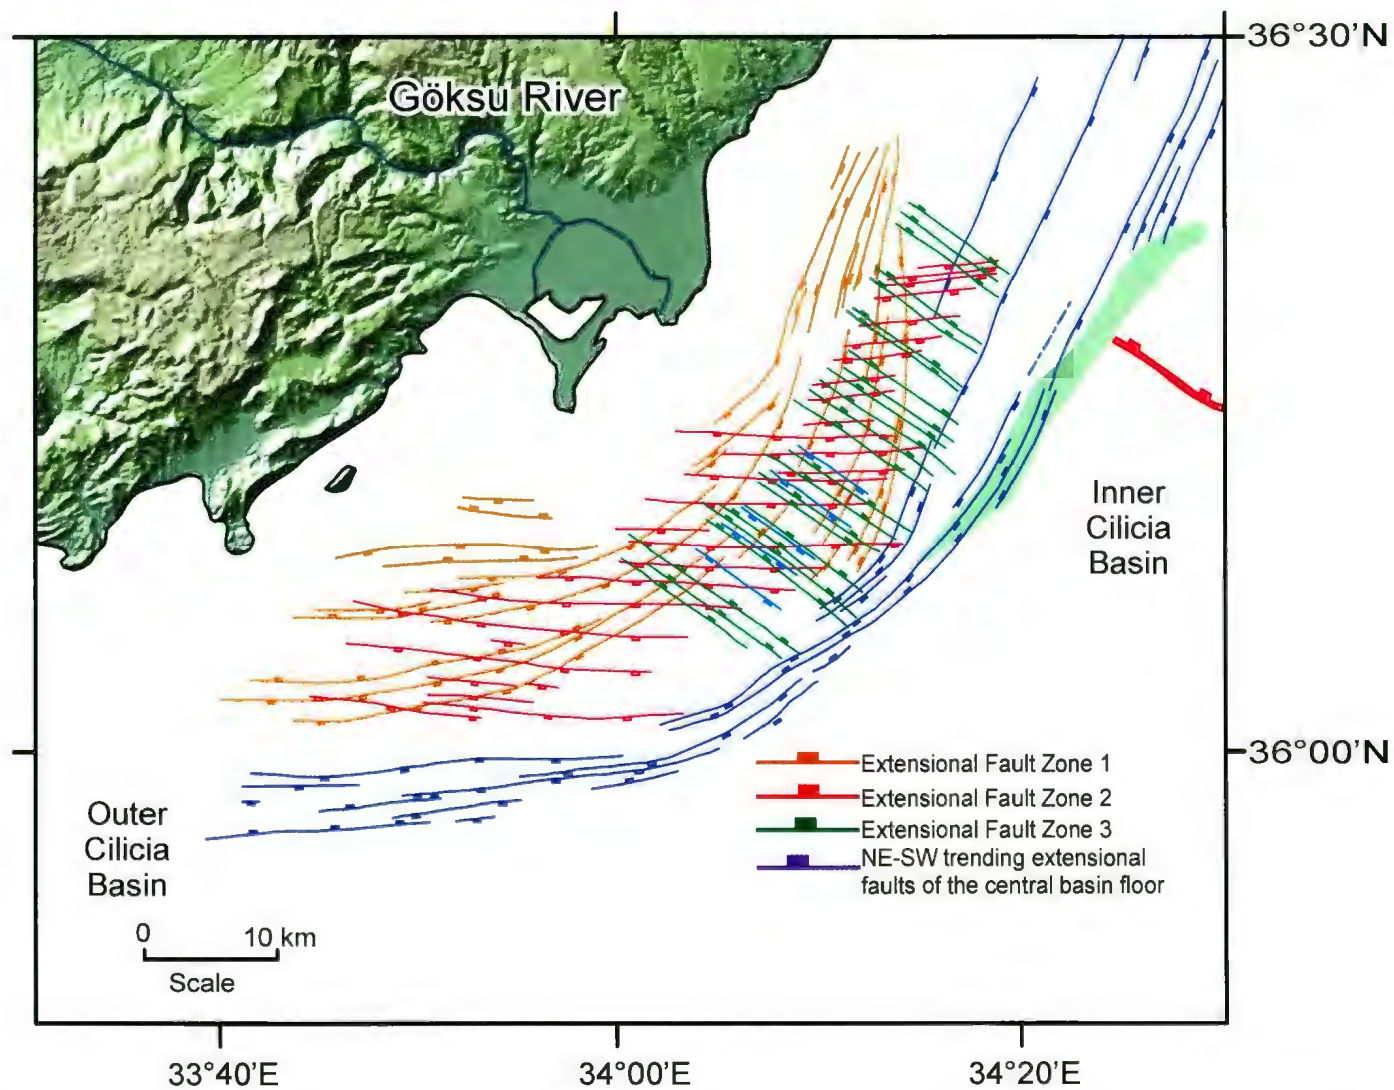 36°30'N
Göksu River
Inner
Cilicia
Basin
36°00'N
Extensional Fault Zone 1
Extensional Fault Zone 2
Extensional Fault Zone 3
NE-SW trending extensional
faults of the central basin floor
Outer
Cilicia
Basin
0 10 km
Scale
33°40'E 34°00'E 34°20'E